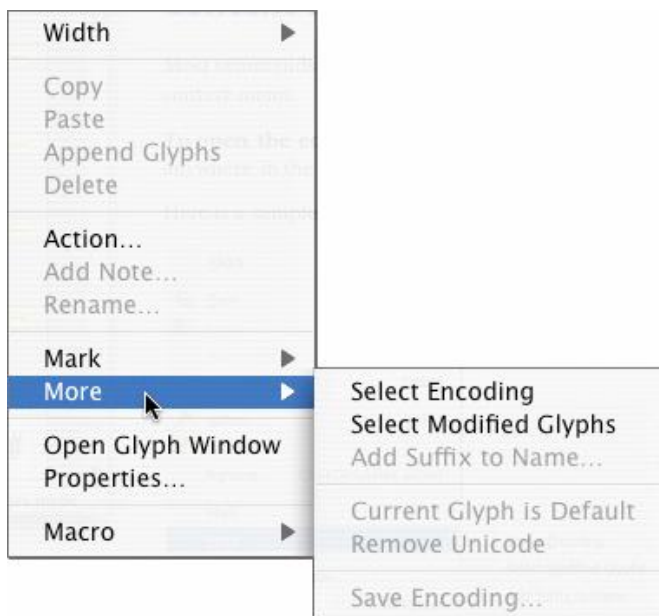 Width
Copy
Paste
Append Glyphs
Delete
Action...
Add Note...
Rename...
Mark
More
Open Glyph Window
Properties...
Macro
Select Encoding
Select Modified Glyphs
Add Suffix to Name...
Current Glyph is Default
Remove Unicode
Save Encoding...